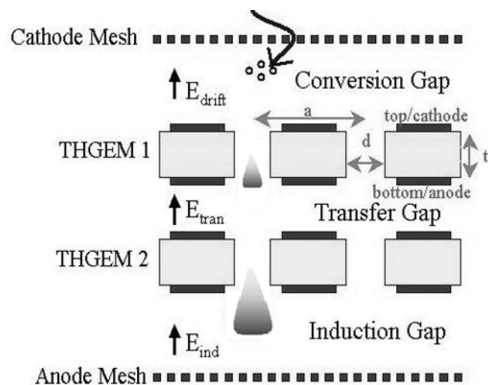 Cathode Mesh
Conversion Gap
E_drift
a
top/cathode
THGEM 1
d
t
bottom/anode
E_tran
Transfer Gap
THGEM 2
E_ind
Induction Gap
Anode Mesh